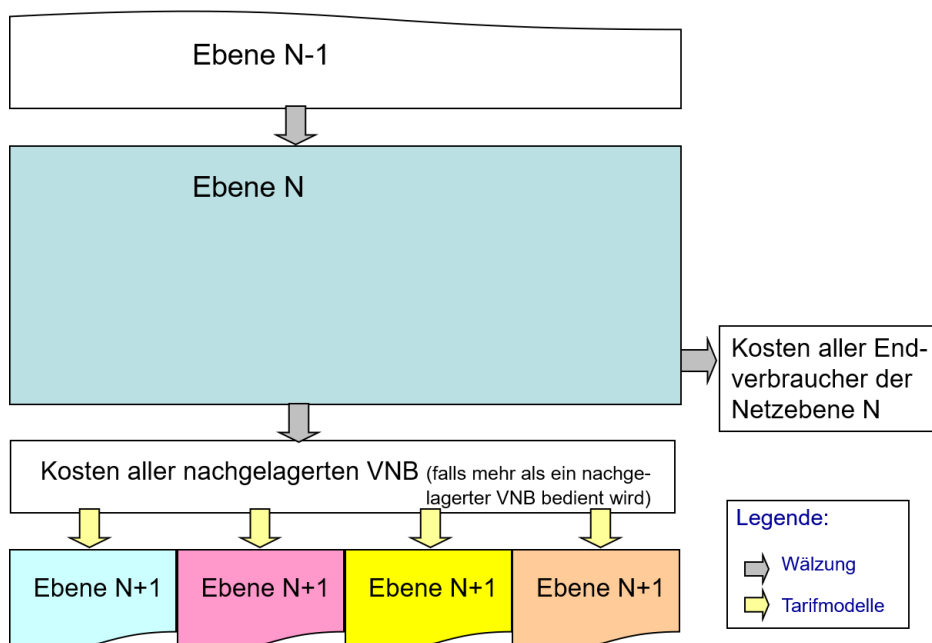 Ebene N-1
Ebene N
Kosten aller End-
verbraucher der
Netzebene N
Kosten aller nachgelagerten VNB (falls mehr als ein nachge-
lagerter VNB bedient wird)
Ebene N+1
Ebene N+1
Ebene N+1
Ebene N+1
Legende:
Wälzung
Tarifmodelle